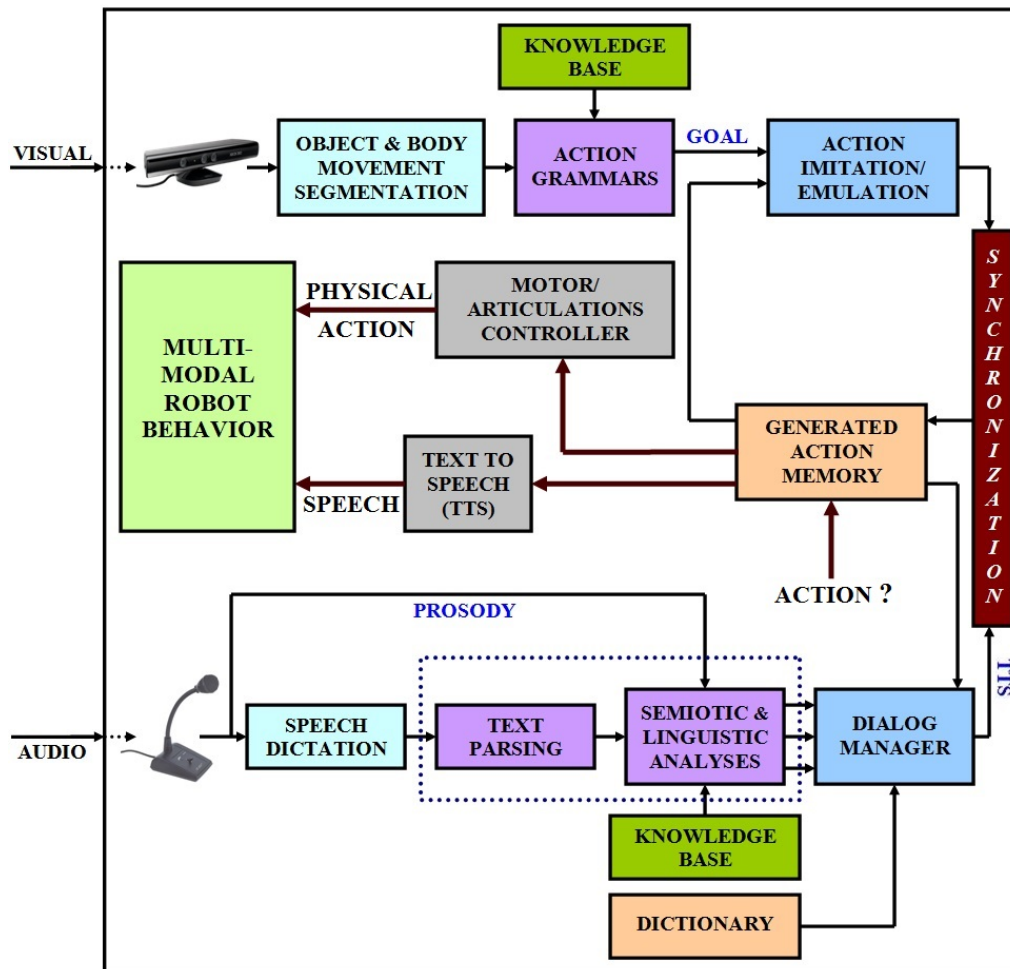 KNOWLEDGE
BASE
VISUAL
OBJECT & BODY
MOVEMENT
SEGMENTATION
ACTION
GRAMMARS
GOAL
ACTION
IMITATION/
EMULATION
SYNCHRONIZATION
MULTI-
MODAL
ROBOT
BEHAVIOR
PHYSICAL
ACTION
MOTOR/
ARTICULATIONS
CONTROLLER
SPEECH
TEXT TO
SPEECH
(TTS)
GENERATED
ACTION
MEMORY
ACTION ?
PROSODY
AUDIO
SPEECH
DICTATION
TEXT
PARSING
SEMIOTIC &
LINGUISTIC
ANALYSES
DIALOG
MANAGER
TTS
KNOWLEDGE
BASE
DICTIONARY